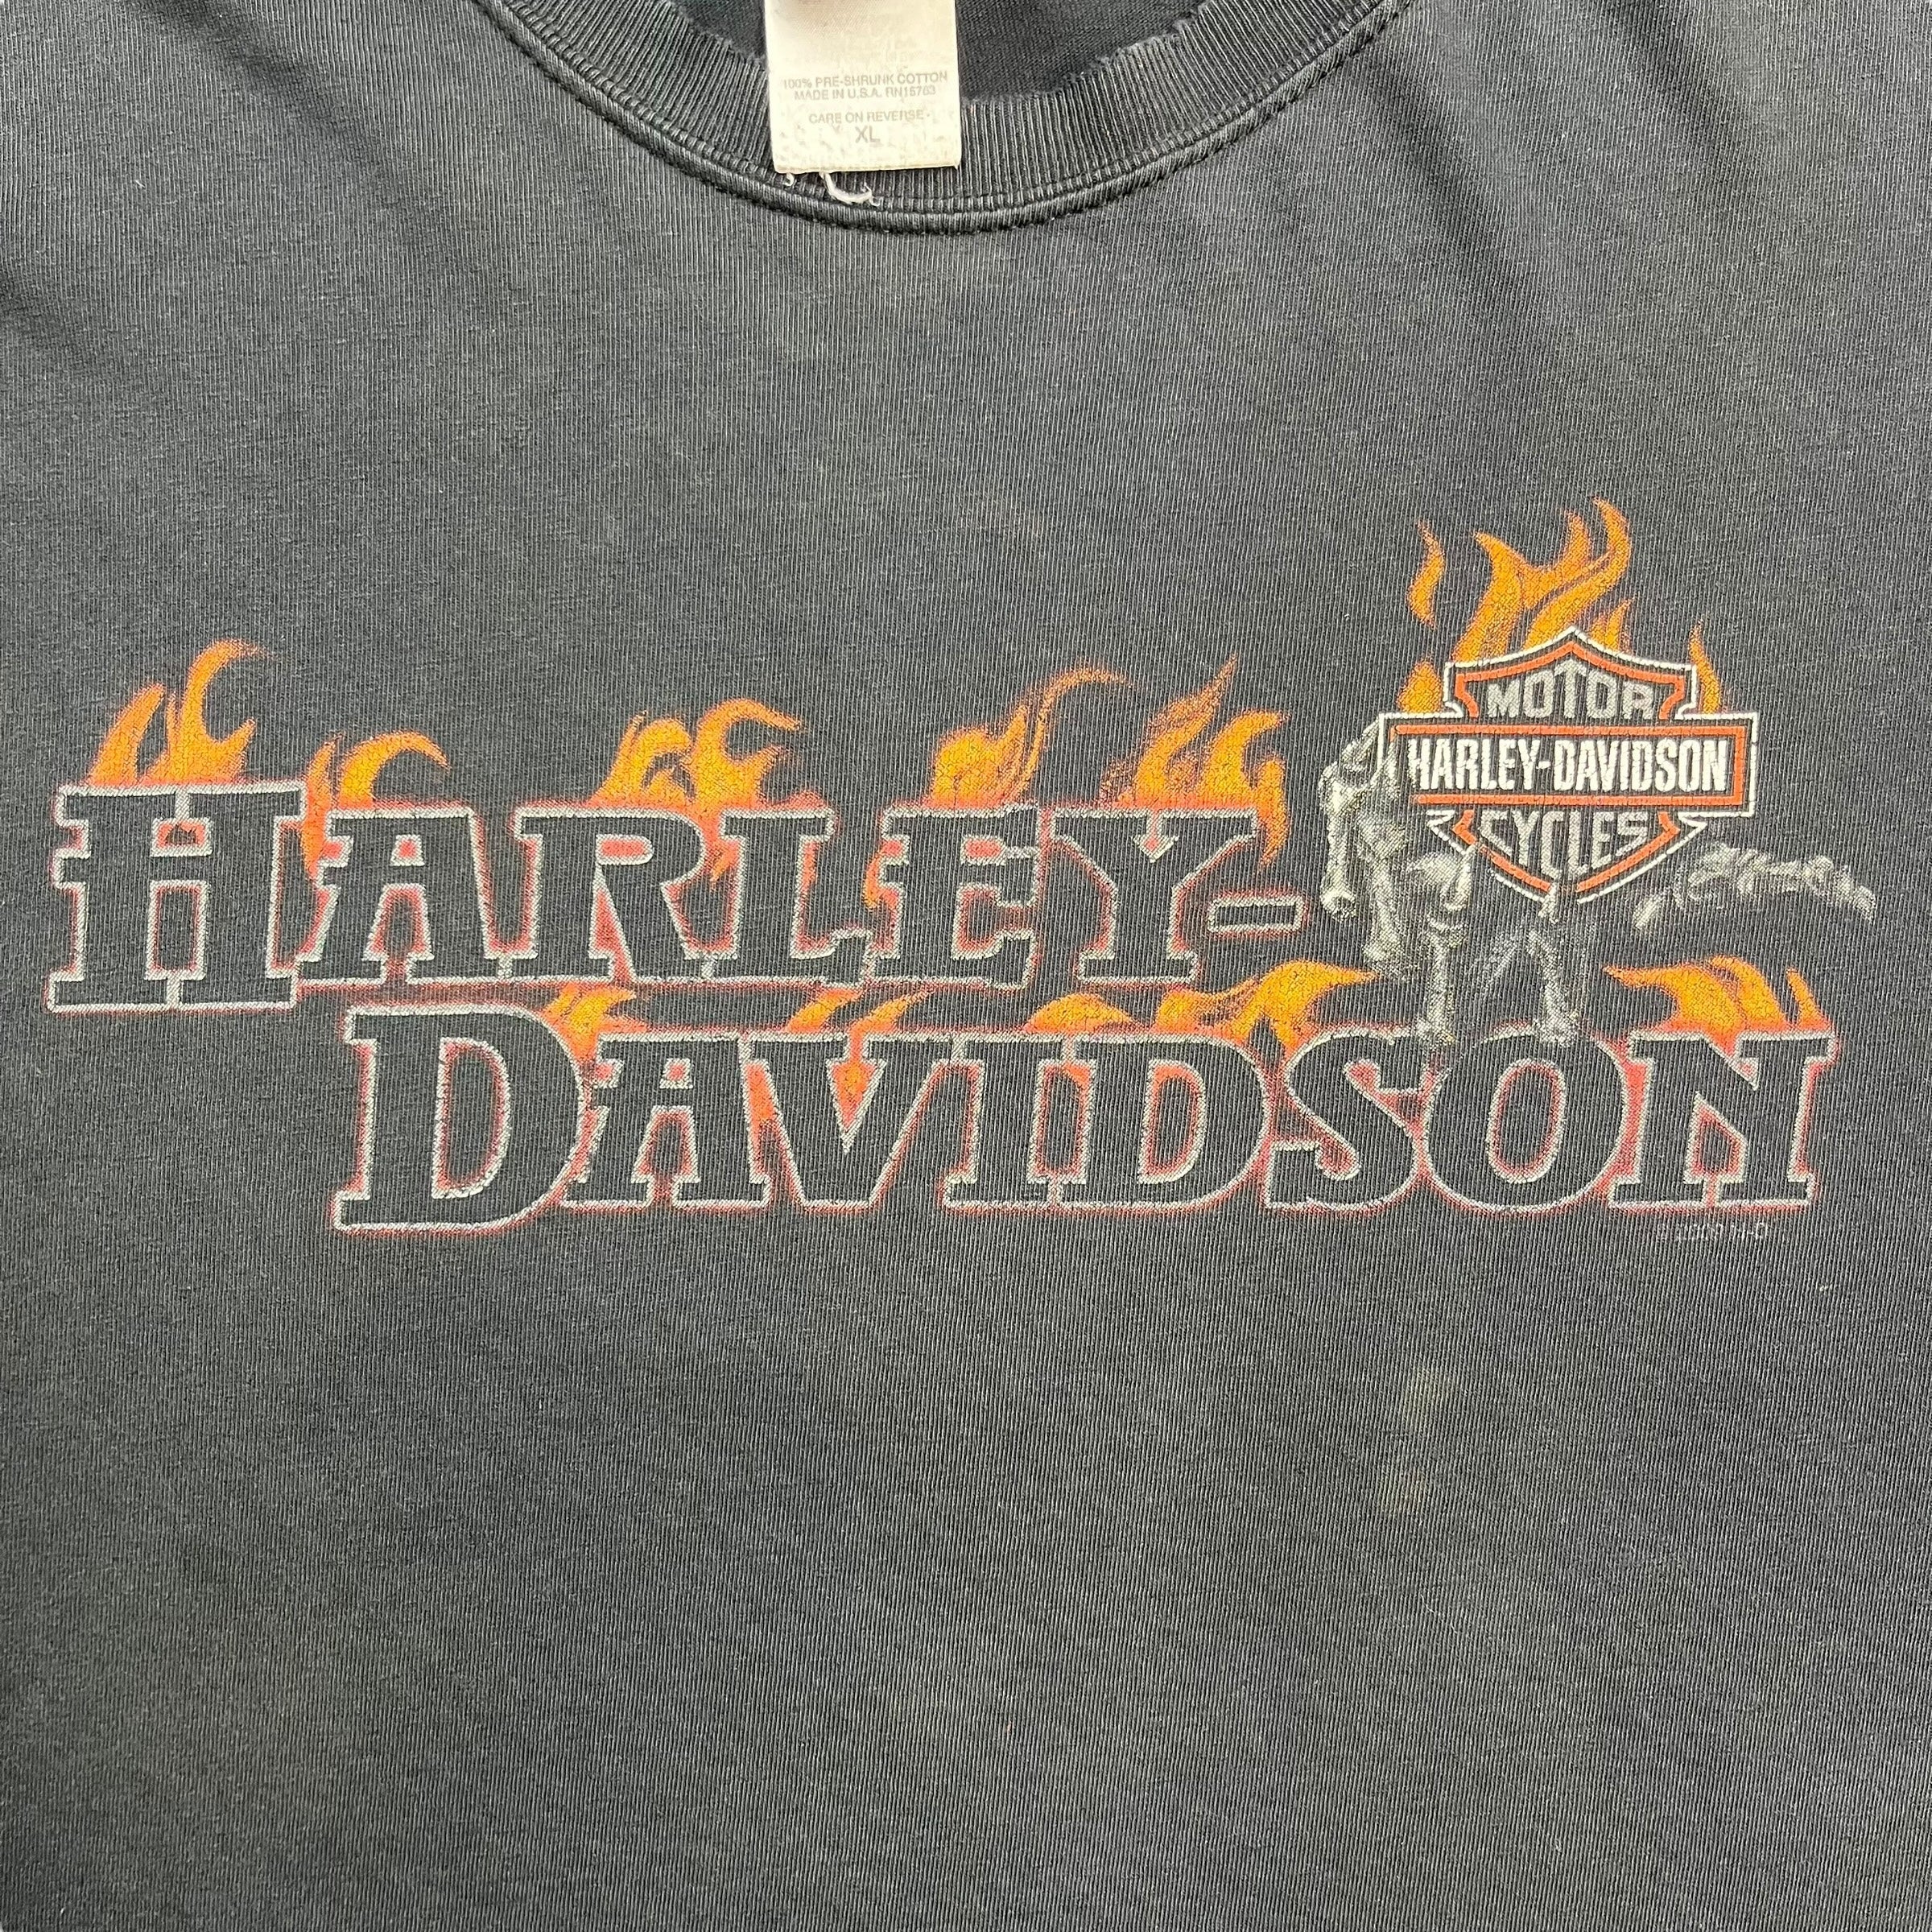 100% PRE-SHRUNK COTTON
MADE IN U.S.A. RN15763
CARE ON REVERSE
XL
MOTOR
HARLEY-DAVIDSON
CYCLES
HARLEY-
DAVIDSON
H-D